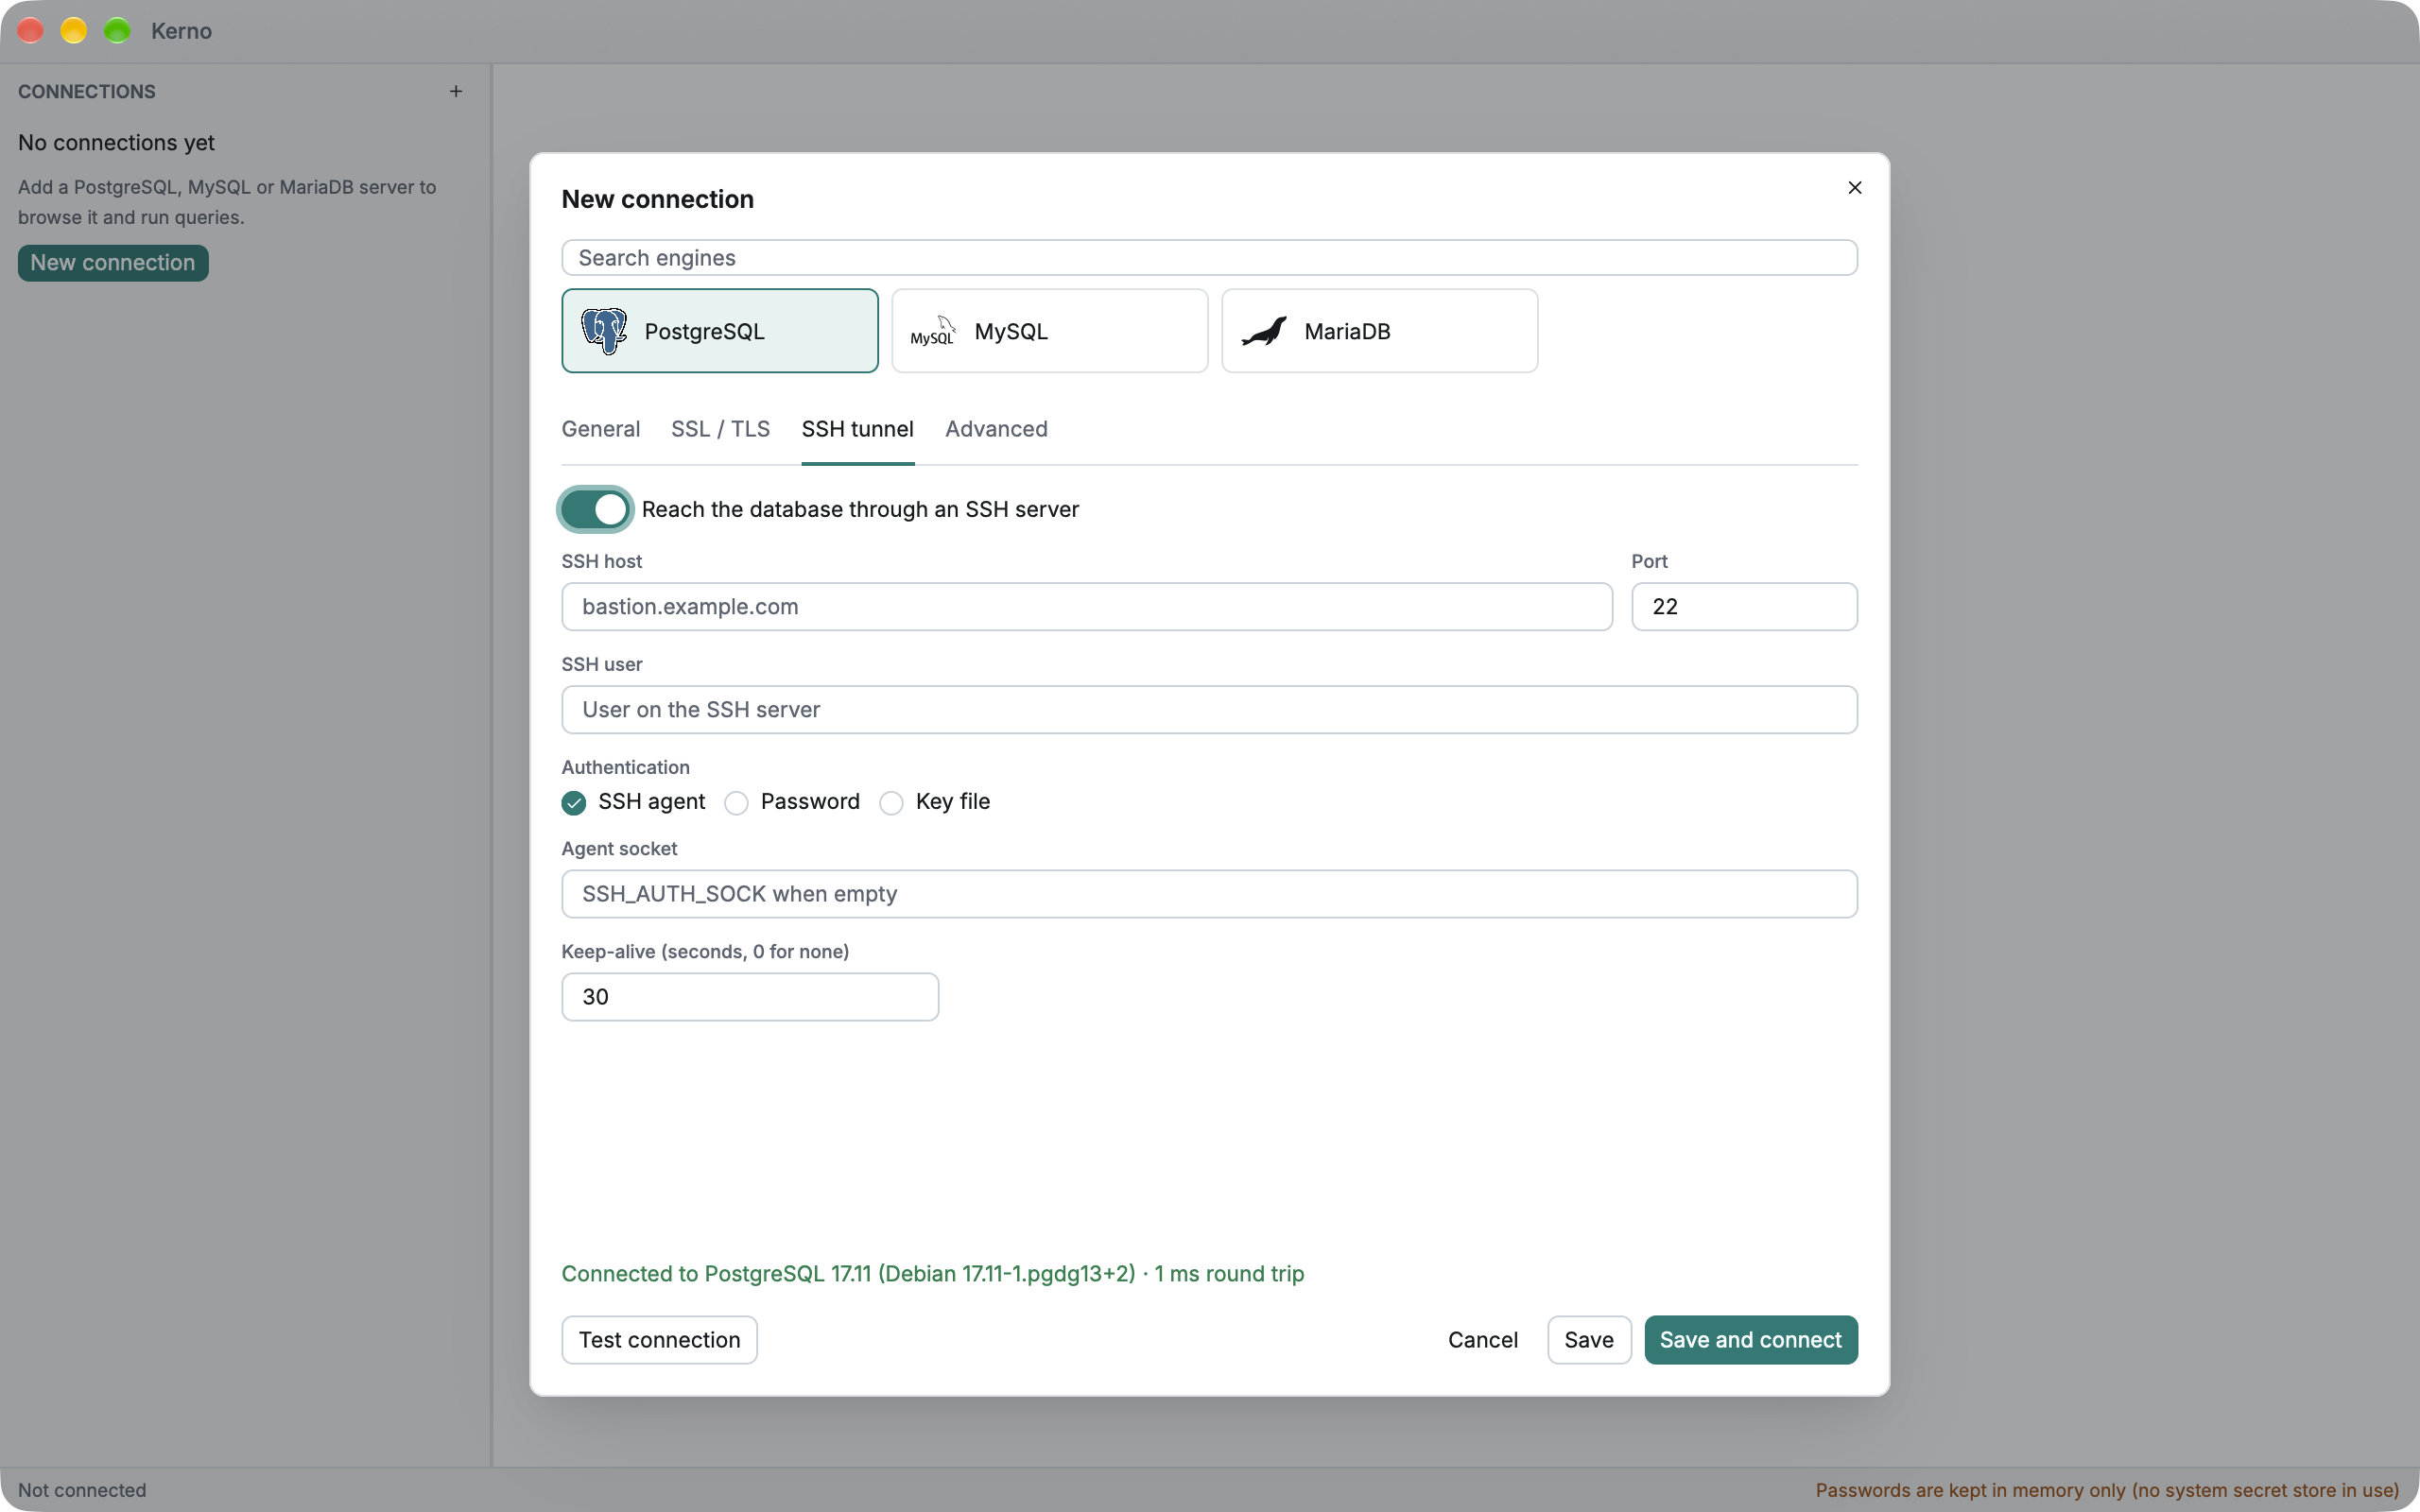 Kerno
CONNECTIONS
+
No connections yet
Add a PostgreSQL, MySQL or MariaDB server to
browse it and run queries.
New connection
New connection
Search engines
PostgreSQL
MySQL
MySQL
MariaDB
General
SSL / TLS
SSH tunnel
Advanced
Reach the database through an SSH server
SSH host
Port
bastion.example.com
22
SSH user
User on the SSH server
Authentication
SSH agent
Password
Key file
Agent socket
SSH_AUTH_SOCK when empty
Keep-alive (seconds, 0 for none)
30
Connected to PostgreSQL 17.11 (Debian 17.11-1.pgdg13+2) · 1 ms round trip
Test connection
Cancel
Save
Save and connect
Not connected
Passwords are kept in memory only (no system secret store in use)